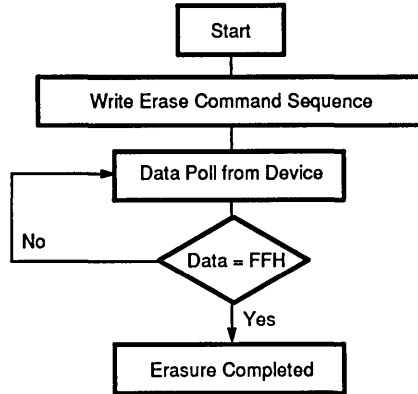 Start
Write Erase Command Sequence
Data Poll from Device
No
Data = FFH
Yes
Erasure Completed